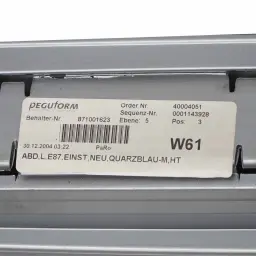 peguform
Order Nr 40004051
Sequenz-Nr. 0001143928
Behälter-Nr 871001623 Ebene: 5 Pos: 3
30.12.2004 03:22 PüR> W61
ABD.L.E87.EINST,NEU,QUARZBLAU-M,HT